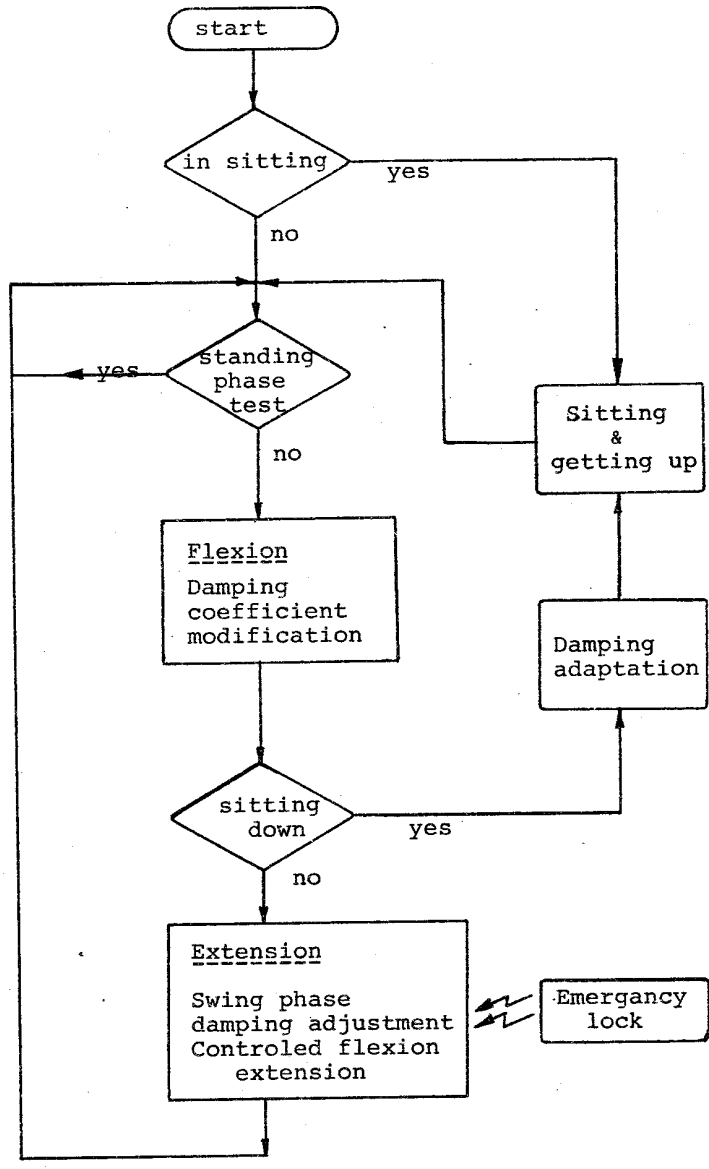 start
in sitting
yes
no
standing
phase
test
yes
no
Sitting
&
getting up
Flexion
Damping
coefficient
modification
Damping
adaptation
sitting
down
yes
no
Extension
Swing phase
damping adjustment
Controled flexion
extension
Emergancy
lock